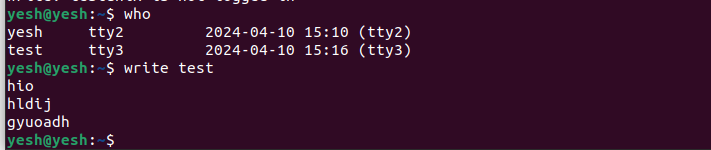 yesh@yesh:~$ who
yesh     tty2         2024-04-10 15:10 (tty2)
test     tty3         2024-04-10 15:16 (tty3)
yesh@yesh:~$ write test
hio
hldij
gyuoadh
yesh@yesh:~$